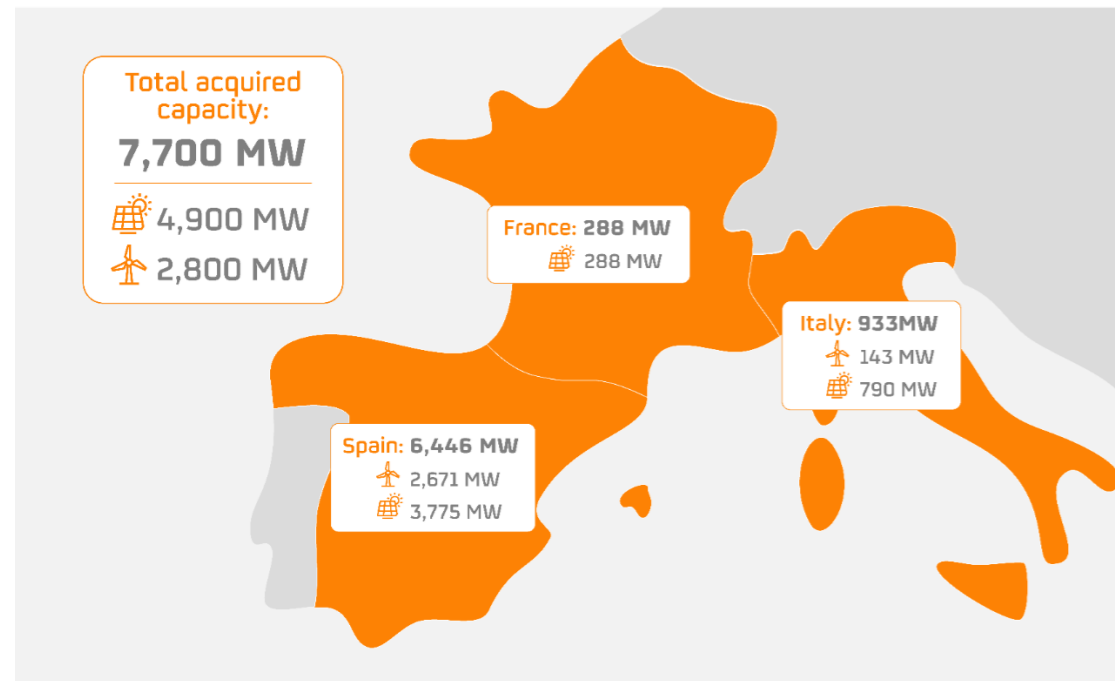 Total acquired
capacity:
7,700 MW
4,900 MW
2,800 MW
France: 288 MW
288 MW
Italy: 933MW
143 MW
790 MW
Spain: 6,446 MW
2,671 MW
3,775 MW